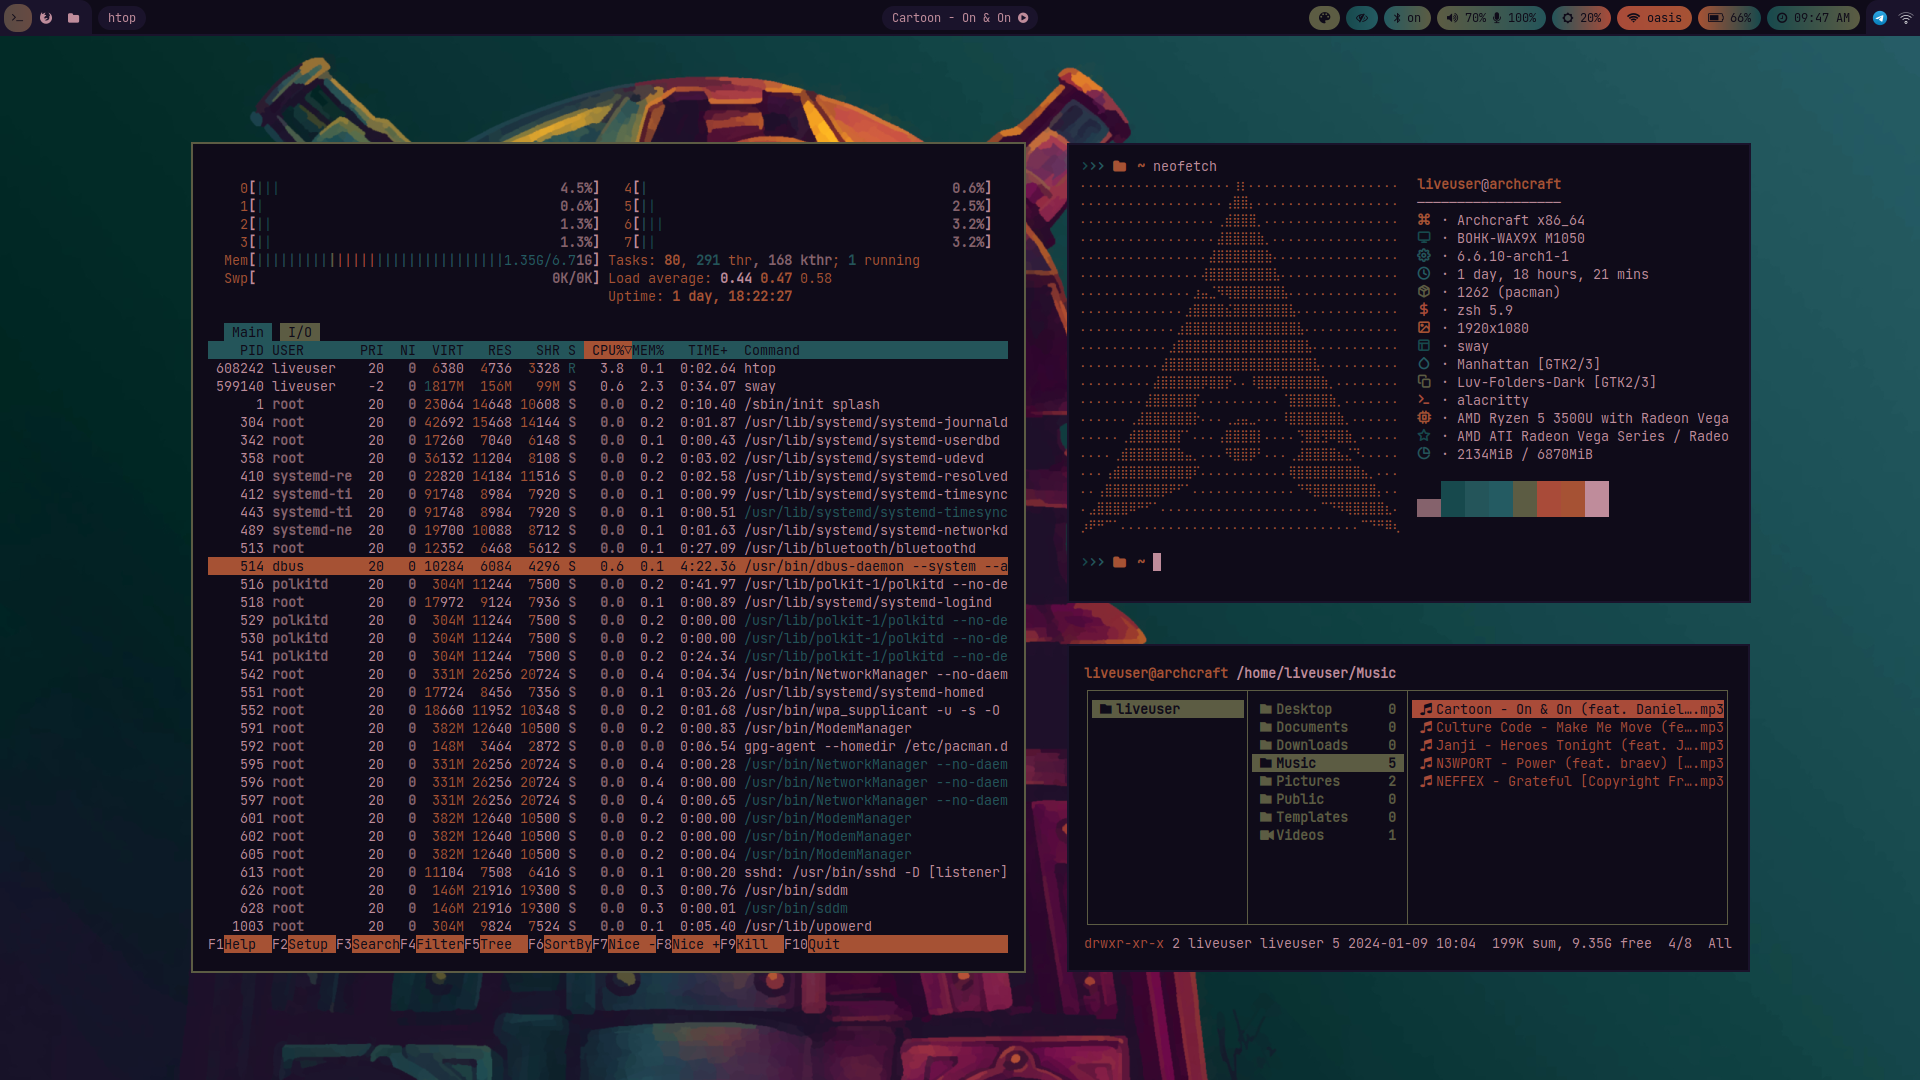 htop
Cartoon - On & On
on 70% 100% 20% oasis 66% 09:47 AM
0[||| 4.5%] 4[| 0.6%]
1[| 0.6%] 5[|| 2.5%]
2[|| 1.3%] 6[||| 3.2%]
3[|| 1.3%] 7[|| 3.2%]
Mem[|||||||||||||||||||||||||||||||1.35G/6.71G] Tasks: 80, 291 thr, 168 kthr; 1 running
Swp[ 0K/0K] Load average: 0.44 0.47 0.58
Uptime: 1 day, 18:22:27
Main I/O
PID USER PRI NI VIRT RES SHR S CPU%▽MEM% TIME+ Command
608242 liveuser 20 0 6380 4736 3328 R 3.8 0.1 0:02.64 htop
599140 liveuser -2 0 1817M 156M 99M S 0.6 2.3 0:34.07 sway
1 root 20 0 23064 14648 10608 S 0.0 0.2 0:10.40 /sbin/init splash
304 root 20 0 42692 15468 14144 S 0.0 0.2 0:01.87 /usr/lib/systemd/systemd-journald
342 root 20 0 17260 7040 6148 S 0.0 0.1 0:00.43 /usr/lib/systemd/systemd-userdbd
358 root 20 0 36132 11204 8108 S 0.0 0.2 0:03.02 /usr/lib/systemd/systemd-udevd
410 systemd-re 20 0 22820 14184 11516 S 0.0 0.2 0:02.58 /usr/lib/systemd/systemd-resolved
412 systemd-ti 20 0 91748 8984 7920 S 0.0 0.1 0:00.99 /usr/lib/systemd/systemd-timesync
443 systemd-ti 20 0 91748 8984 7920 S 0.0 0.1 0:00.51 /usr/lib/systemd/systemd-timesync
489 systemd-ne 20 0 19700 10088 8712 S 0.0 0.1 0:01.63 /usr/lib/systemd/systemd-networkd
513 root 20 0 12352 6468 5612 S 0.0 0.1 0:27.09 /usr/lib/bluetooth/bluetoothd
514 dbus 20 0 10284 6084 4296 S 0.6 0.1 4:22.36 /usr/bin/dbus-daemon --system --a
516 polkitd 20 0 304M 11244 7500 S 0.0 0.2 0:41.97 /usr/lib/polkit-1/polkitd --no-de
518 root 20 0 17972 9124 7936 S 0.0 0.1 0:00.89 /usr/lib/systemd/systemd-logind
529 polkitd 20 0 304M 11244 7500 S 0.0 0.2 0:00.00 /usr/lib/polkit-1/polkitd --no-de
530 polkitd 20 0 304M 11244 7500 S 0.0 0.2 0:00.00 /usr/lib/polkit-1/polkitd --no-de
541 polkitd 20 0 304M 11244 7500 S 0.0 0.2 0:24.34 /usr/lib/polkit-1/polkitd --no-de
542 root 20 0 331M 26256 20724 S 0.0 0.4 0:04.34 /usr/bin/NetworkManager --no-daem
551 root 20 0 17724 8456 7356 S 0.0 0.1 0:03.26 /usr/lib/systemd/systemd-homed
552 root 20 0 18660 11952 10348 S 0.0 0.2 0:01.68 /usr/bin/wpa_supplicant -u -s -O
591 root 20 0 382M 12640 10500 S 0.0 0.2 0:00.83 /usr/bin/ModemManager
592 root 20 0 148M 3464 2872 S 0.0 0.0 0:06.54 gpg-agent --homedir /etc/pacman.d
595 root 20 0 331M 26256 20724 S 0.0 0.4 0:00.28 /usr/bin/NetworkManager --no-daem
596 root 20 0 331M 26256 20724 S 0.0 0.4 0:00.00 /usr/bin/NetworkManager --no-daem
597 root 20 0 331M 26256 20724 S 0.0 0.4 0:00.65 /usr/bin/NetworkManager --no-daem
601 root 20 0 382M 12640 10500 S 0.0 0.2 0:00.00 /usr/bin/ModemManager
602 root 20 0 382M 12640 10500 S 0.0 0.2 0:00.00 /usr/bin/ModemManager
605 root 20 0 382M 12640 10500 S 0.0 0.2 0:00.04 /usr/bin/ModemManager
613 root 20 0 11104 7508 6416 S 0.0 0.1 0:00.20 sshd: /usr/bin/sshd -D [listener]
626 root 20 0 146M 21916 19300 S 0.0 0.3 0:00.76 /usr/bin/sddm
628 root 20 0 146M 21916 19300 S 0.0 0.3 0:00.01 /usr/bin/sddm
1003 root 20 0 304M 9824 7524 S 0.0 0.1 0:05.40 /usr/lib/upowerd
F1Help F2Setup F3SearchF4FilterF5Tree F6SortByF7Nice -F8Nice +F9Kill F10Quit
>>> ~ neofetch
liveuser@archcraft
· Archcraft x86_64
· BOHK-WAX9X M1050
· 6.6.10-arch1-1
· 1 day, 18 hours, 21 mins
· 1262 (pacman)
· zsh 5.9
· 1920x1080
· sway
· Manhattan [GTK2/3]
· Luv-Folders-Dark [GTK2/3]
· alacritty
· AMD Ryzen 5 3500U with Radeon Vega
· AMD ATI Radeon Vega Series / Radeo
· 2134MiB / 6870MiB
>>> ~
liveuser@archcraft /home/liveuser/Music
liveuser
Desktop 0
Documents 0
Downloads 0
Music 5
Pictures 2
Public 0
Templates 0
Videos 1
Cartoon - On & On (feat. Daniel….mp3
Culture Code - Make Me Move (fe….mp3
Janji - Heroes Tonight (feat. J….mp3
N3WPORT - Power (feat. braev) […​.mp3
NEFFEX - Grateful [Copyright Fr….mp3
drwxr-xr-x 2 liveuser liveuser 5 2024-01-09 10:04 199K sum, 9.35G free 4/8 All